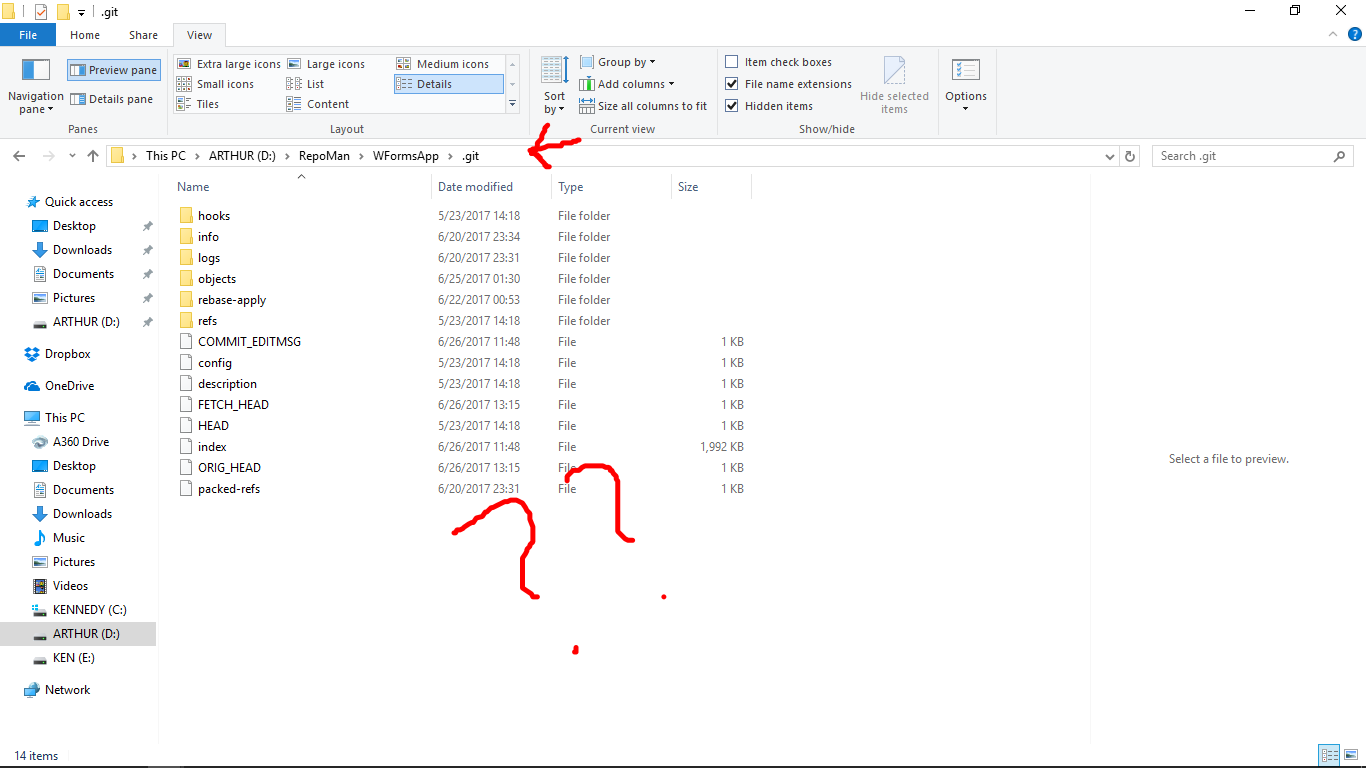 .git
File Home Share View
Navigation pane Preview pane Details pane
Panes
Extra large icons Large icons Medium icons
Small icons List Details
Tiles Content
Layout
Sort by Group by
Add columns
Size all columns to fit
Current view
Item check boxes
File name extensions
Hidden items
Hide selected items
Show/hide
Options
This PC ARTHUR (D:) RepoMan WFormsApp .git
Search .git
Quick access
Desktop
Downloads
Documents
Pictures
ARTHUR (D:)
Dropbox
OneDrive
This PC
A360 Drive
Desktop
Documents
Downloads
Music
Pictures
Videos
KENNEDY (C:)
ARTHUR (D:)
KEN (E:)
Network
Name Date modified Type Size
hooks 5/23/2017 14:18 File folder
info 6/20/2017 23:34 File folder
logs 6/20/2017 23:31 File folder
objects 6/25/2017 01:30 File folder
rebase-apply 6/22/2017 00:53 File folder
refs 5/23/2017 14:18 File folder
COMMIT_EDITMSG 6/26/2017 11:48 File 1 KB
config 5/23/2017 14:18 File 1 KB
description 5/23/2017 14:18 File 1 KB
FETCH_HEAD 6/26/2017 13:15 File 1 KB
HEAD 5/23/2017 14:18 File 1 KB
index 6/26/2017 11:48 File 1,992 KB
ORIG_HEAD 6/26/2017 13:15 File 1 KB
packed-refs 6/20/2017 23:31 File 1 KB
? ?
Select a file to preview.
14 items